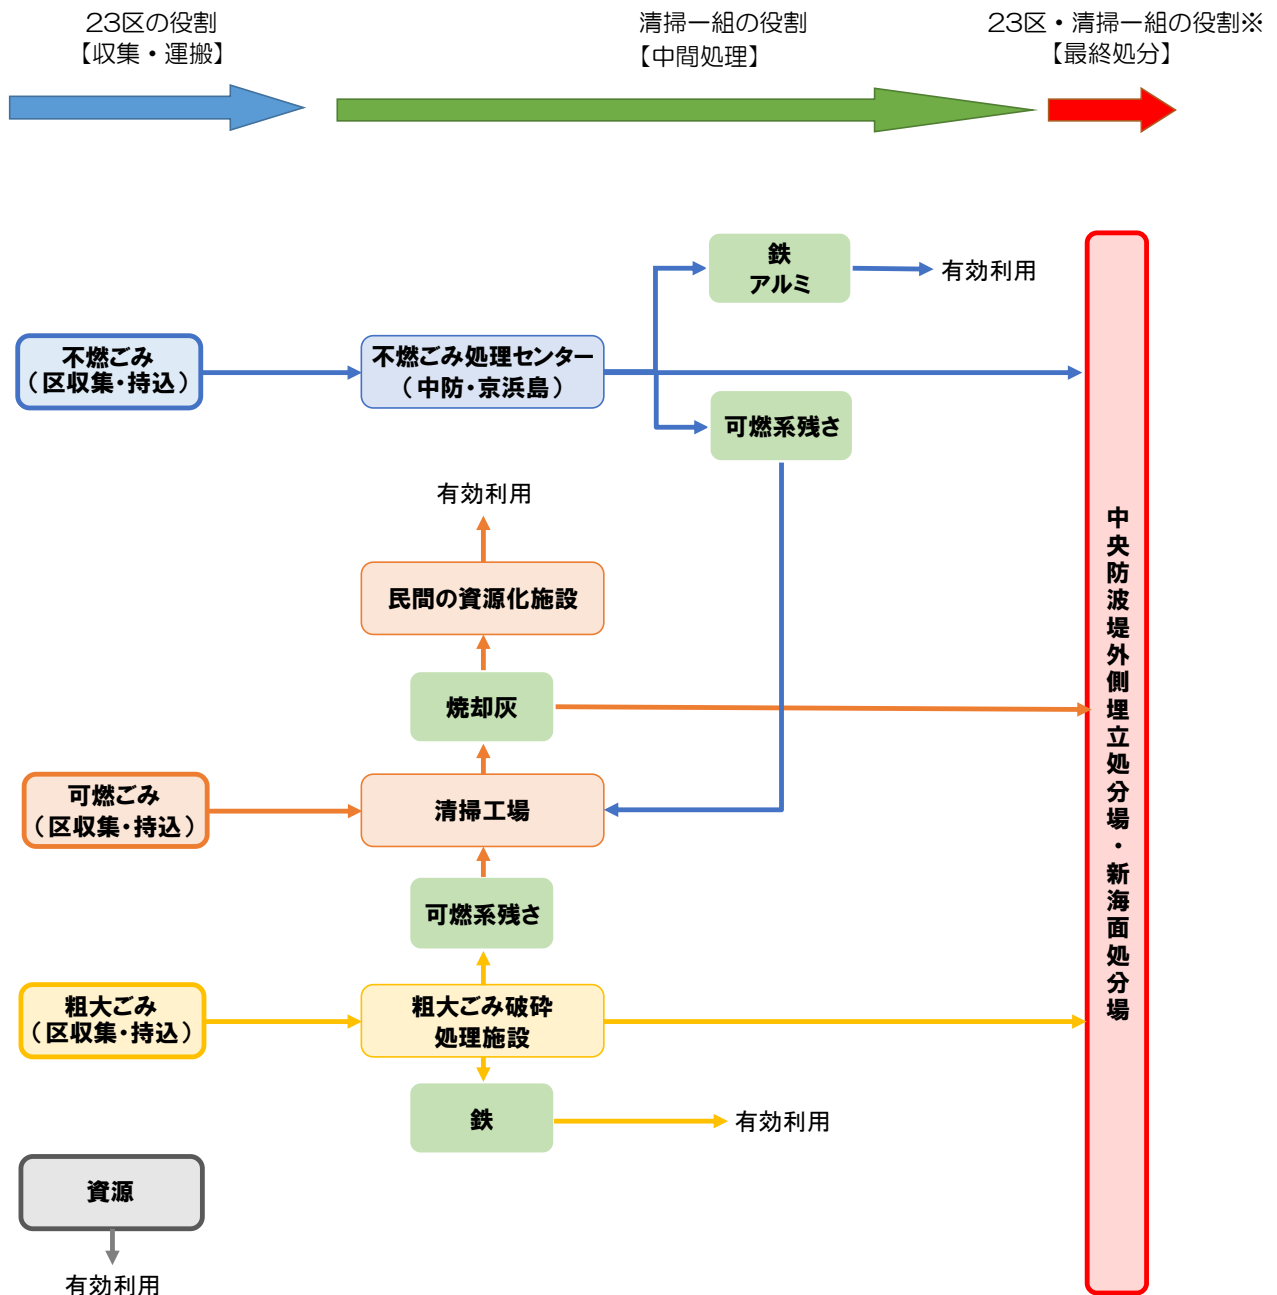 23区の役割
【収集・運搬】
清掃一組の役割
【中間処理】
23区・清掃一組の役割※
【最終処分】
鉄
アルミ
有効利用
不燃ごみ
（区収集・持込）
不燃ごみ処理センター
（中防・京浜島）
可燃系残さ
有効利用
民間の資源化施設
焼却灰
可燃ごみ
（区収集・持込）
清掃工場
可燃系残さ
粗大ごみ
（区収集・持込）
粗大ごみ破砕
処理施設
鉄
有効利用
資源
有効利用
中央防波堤外側埋立処分場・新海面処分場